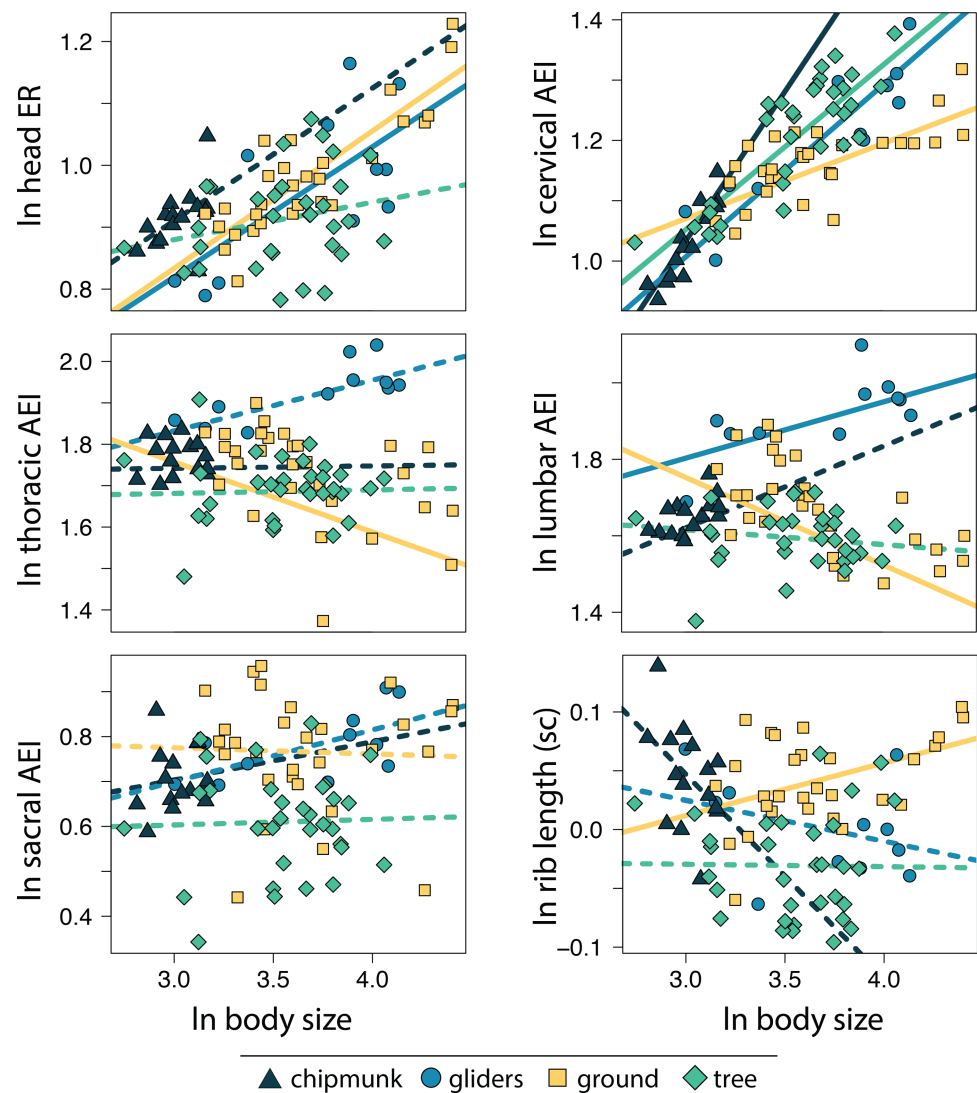 ln head ER
1.2
1.0
0.8
ln cervical AEI
1.4
1.2
1.0
ln thoracic AEI
2.0
1.8
1.6
1.4
ln lumbar AEI
1.8
1.4
ln sacral AEI
0.8
0.6
0.4
3.0 3.5 4.0
ln body size
ln rib length (sc)
0.1
0.0
−0.1
3.0 3.5 4.0
ln body size
chipmunk gliders ground tree